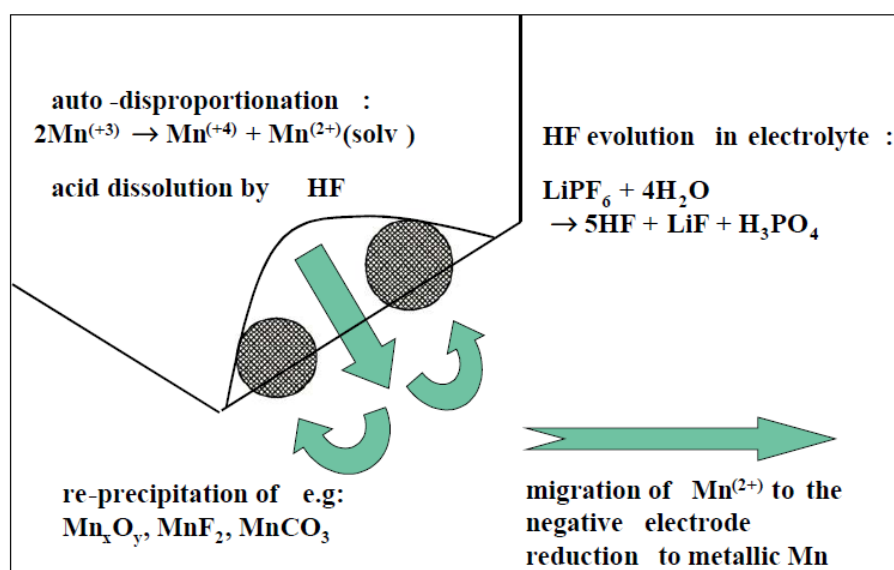 auto -disproportionation :
2Mn⁽⁺³⁾ → Mn⁽⁺⁴⁾ + Mn⁽²⁺⁾(solv )
acid dissolution by HF
HF evolution in electrolyte :
LiPF₆ + 4H₂O
→ 5HF + LiF + H₃PO₄
re-precipitation of e.g:
MnₓOᵧ, MnF₂, MnCO₃
migration of Mn⁽²⁺⁾ to the
negative electrode
reduction to metallic Mn